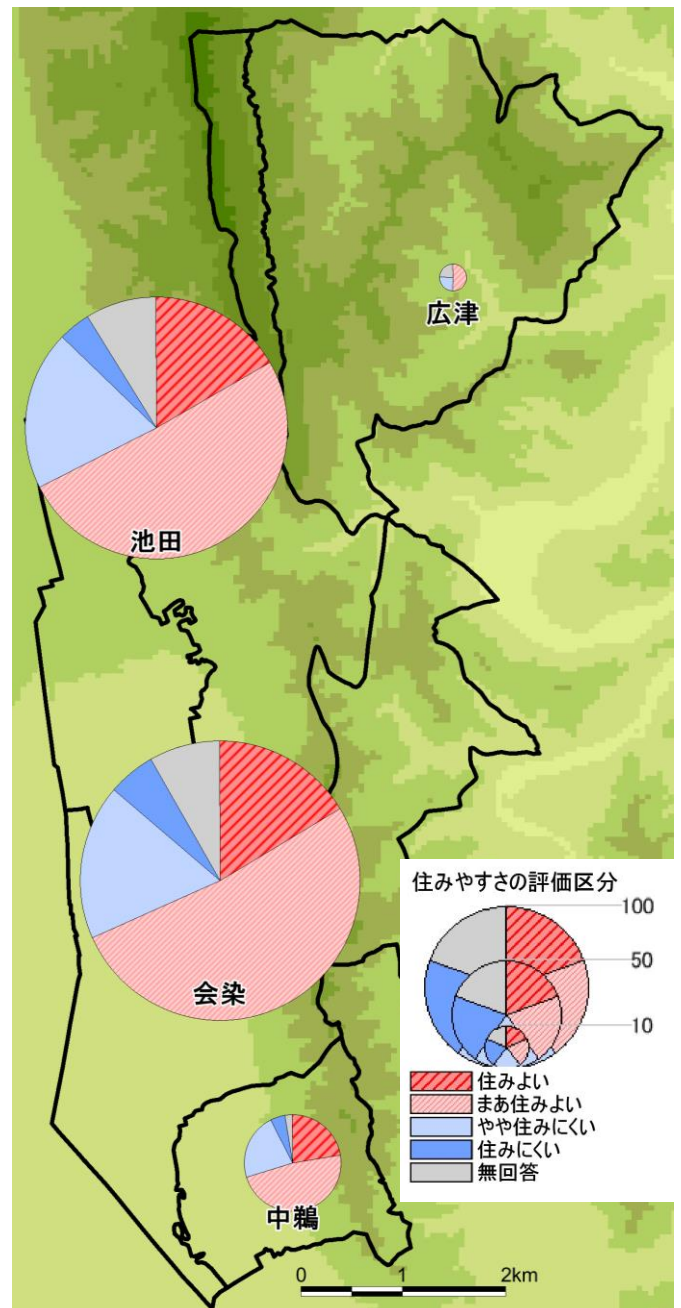 広津
池田
会染
中鵜
住みやすさの評価区分
100
50
10
住みよい
まあ住みよい
やや住みにくい
住みにくい
無回答
0 1 2km